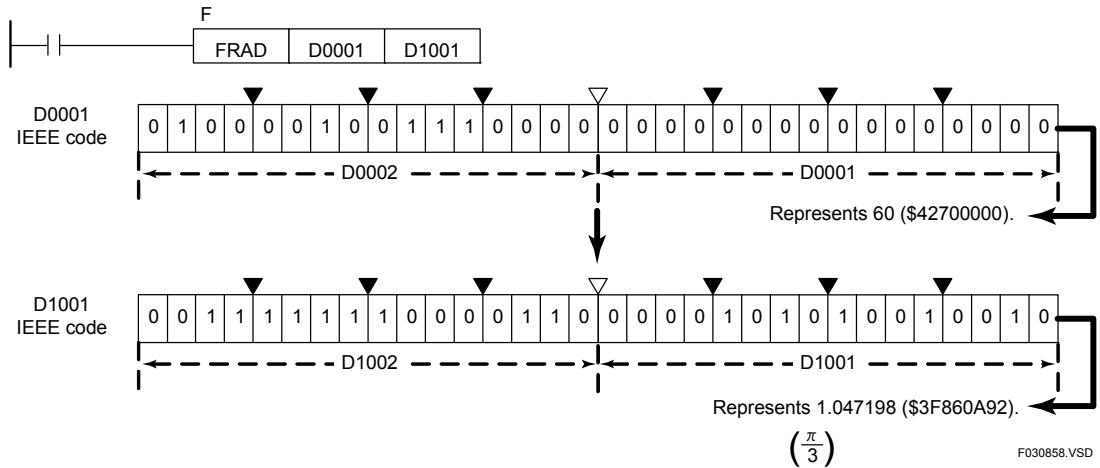 F
FRAD D0001 D1001
D0001
IEEE code
0 1 0 0 0 0 1 0 0 1 1 1 0 0 0 0 0 0 0 0 0 0 0 0 0 0 0 0 0 0 0 0
D0002 D0001
Represents 60 ($42700000).
D1001
IEEE code
0 0 1 1 1 1 1 1 1 0 0 0 0 1 1 0 0 0 0 0 1 0 1 0 1 0 0 1 0 0 1 0
D1002 D1001
Represents 1.047198 ($3F860A92).
(π/3)
F030858.VSD